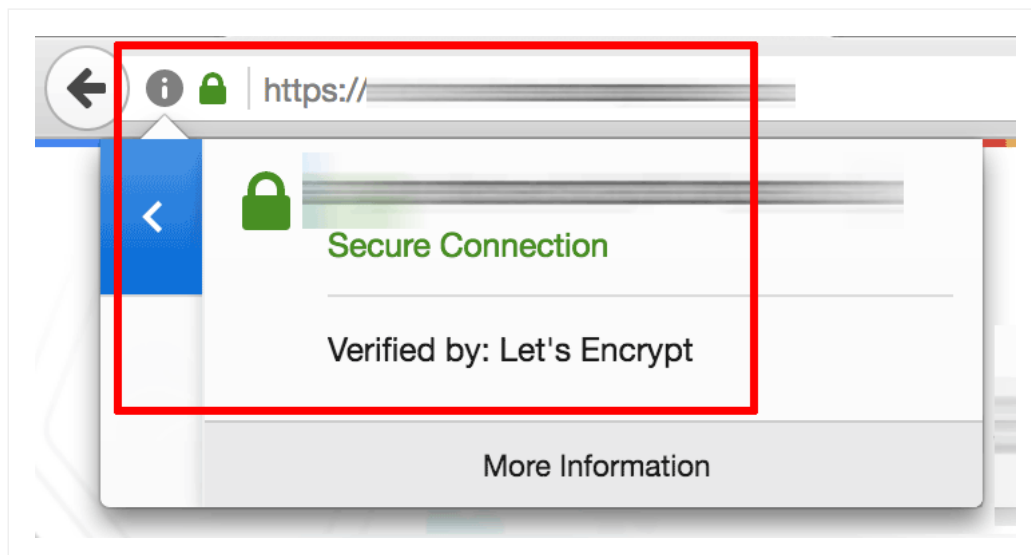 https://
Secure Connection
Verified by: Let's Encrypt
More Information